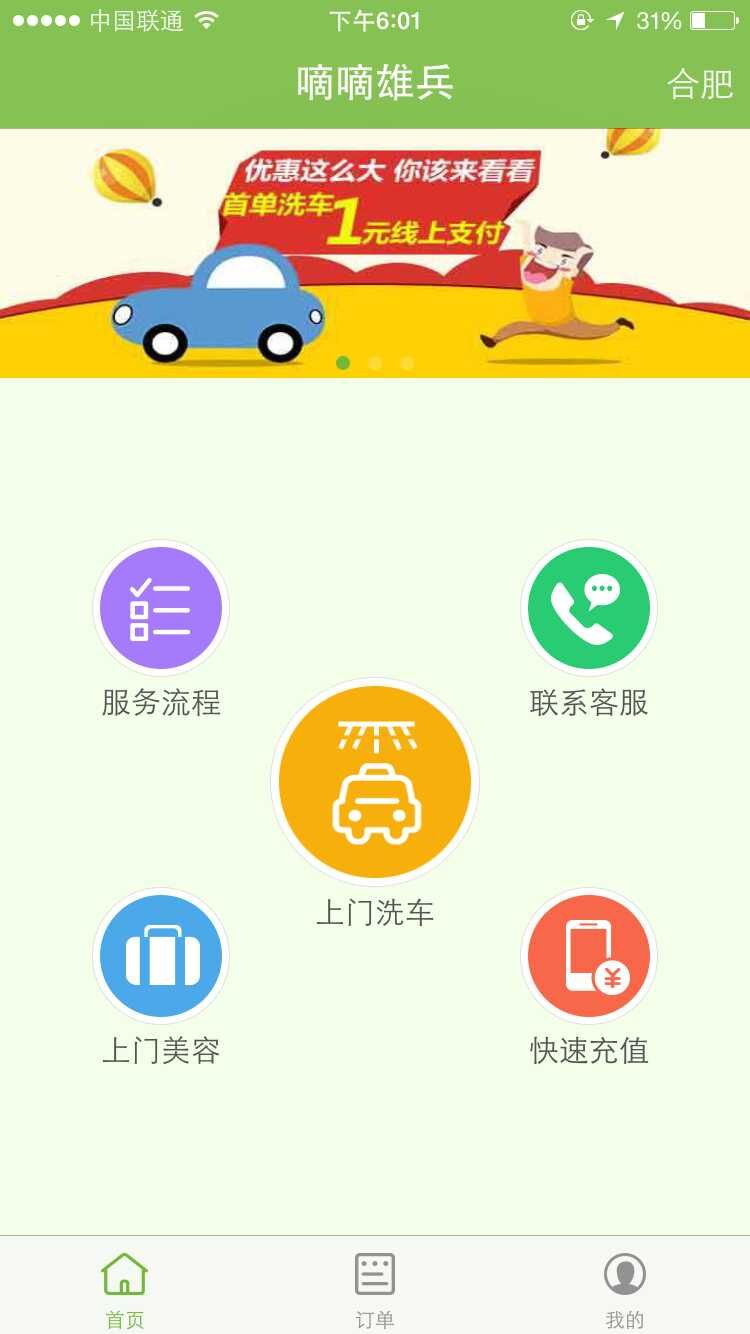 中国联通 下午6:01 31%
嘀嘀雄兵 合肥
优惠这么大 你该来看看
首单洗车1元线上支付
服务流程 联系客服
上门洗车
上门美容 快速充值
首页 订单 我的